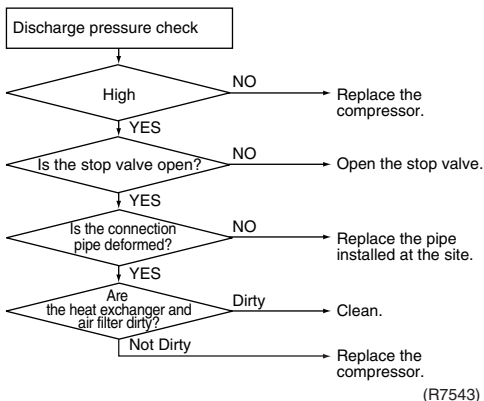 Discharge pressure check
High
NO
Replace the
compressor.
YES
Is the stop valve open?
NO
Open the stop valve.
YES
Is the connection
pipe deformed?
NO
Replace the pipe
installed at the site.
YES
Are
the heat exchanger and
air filter dirty?
Dirty
Clean.
Not Dirty
Replace the
compressor.
(R7543)